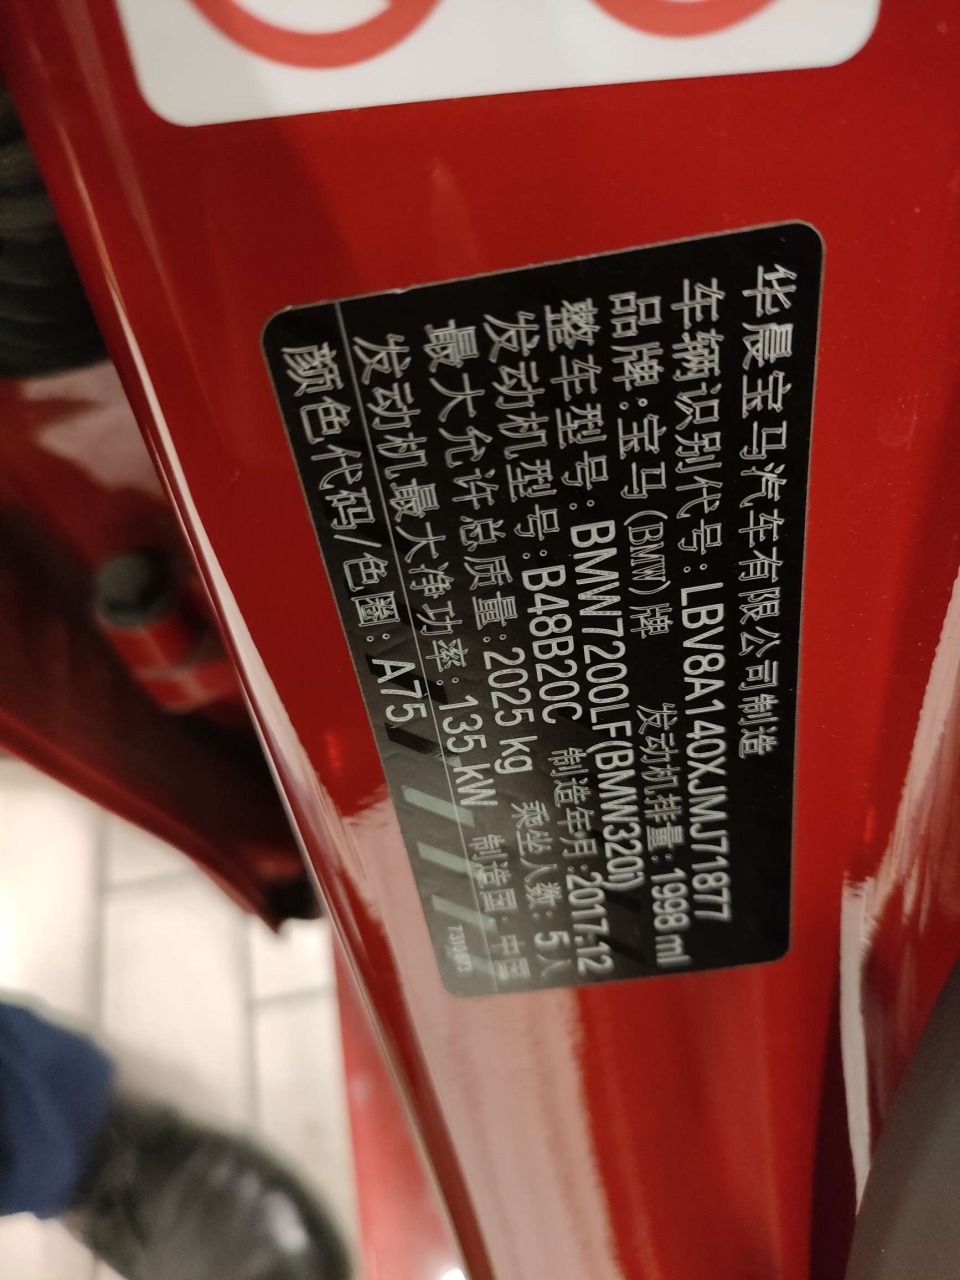 华晨宝马汽车有限公司制造
车辆识别代号:LBV8A140XJMJ71877
品牌:宝马(BMW)牌 发动机排量:1998 ml
整车型号:BMW7200LF(BMW320i)
发动机型号:B48B20C 制造年月:2017-12
最大允许总质量:2025 kg 乘坐人数:5人
发动机最大净功率:135 kW 制造国:中国
颜色代码/色圈:A75